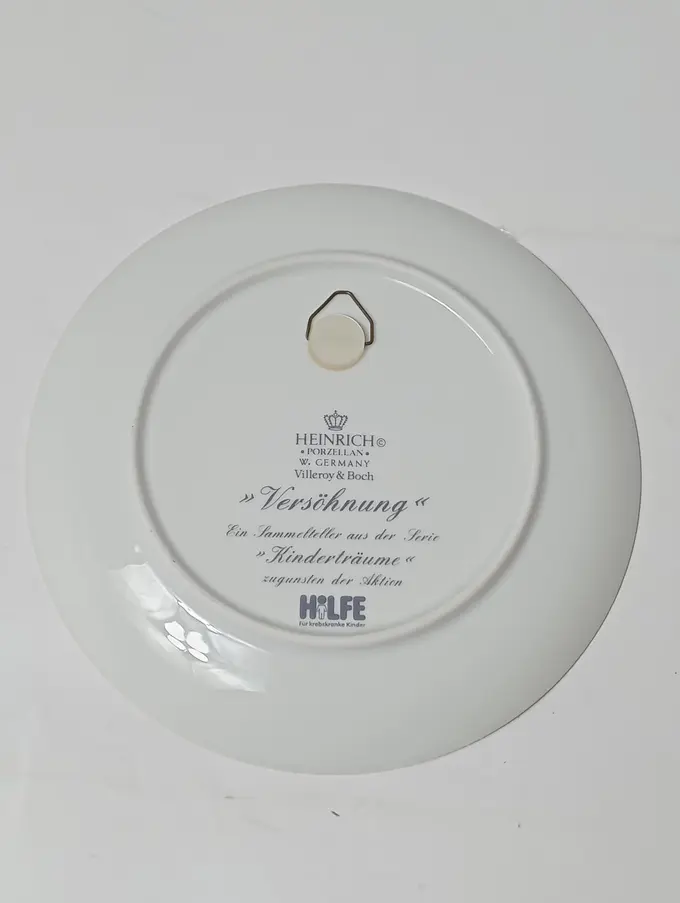 HEINRICH©
• PORZELLAN •
W. GERMANY
Villeroy & Boch
»Versöhnung«
Ein Sammelteller aus der Serie
»Kinderträume«
zugunsten der Aktion
HiLFE
Für krebskranke Kinder